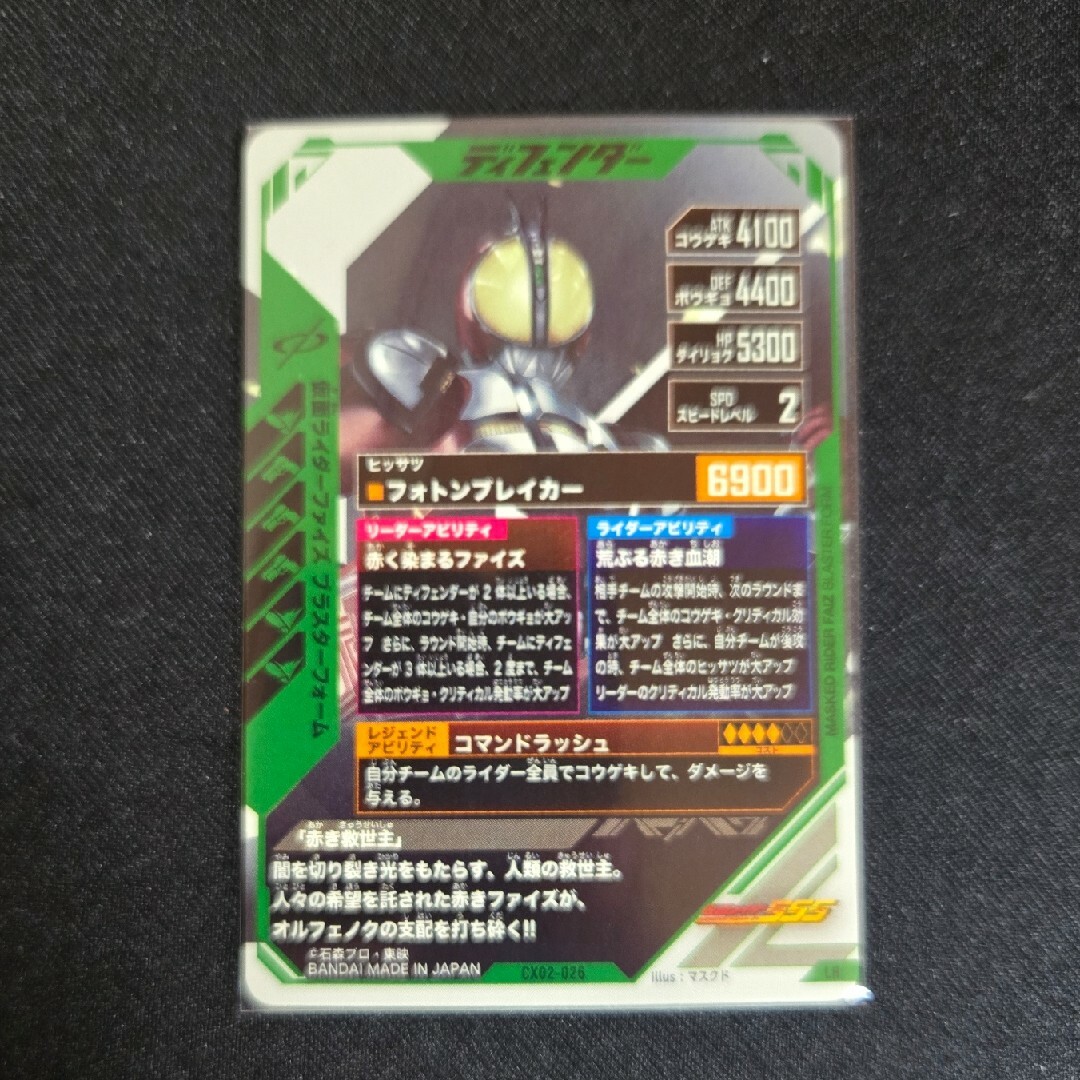 ディフェンダー
ATK
コウゲキ 4100
DEF
ボウギョ 4400
HP
タイリョク 5300
SPD
スピードレベル 2
仮面ライダーファイズ ブラスターフォーム
MASKED RIDER FAIZ BLASTER FORM
ヒッサツ
フォトンブレイカー 6900
リーダーアビリティ
赤く染まるファイズ
チームにディフェンダーが 2 体以上いる場合、
チーム全体のコウゲキ・自分のボウギョが大アッ
プ さらに、ラウンド開始時、チームにディフェ
ンダーが 3 体以上いる場合、2 度まで、チーム
全体のボウギョ・クリティカル発動率が大アップ
ライダーアビリティ
荒ぶる赤き血潮
相手チームの攻撃開始時、次のラウンドま
で、チーム全体のコウゲキ・クリティカル効
果が大アップ さらに、自分チームが後攻
の時、チーム全体のヒッサツが大アップ
リーダーのクリティカル発動率が大アップ
レジェンド
アビリティ
コマンドラッシュ
コスト
自分チームのライダー全員でコウゲキして、ダメージを
与える。
「赤き救世主」
闇を切り裂き光をもたらす、人類の救世主。
人々の希望を託された赤きファイズが、
オルフェノクの支配を打ち砕く!!
555
©石森プロ・東映
BANDAI MADE IN JAPAN
CX02-026
Illus：マスクド
LR